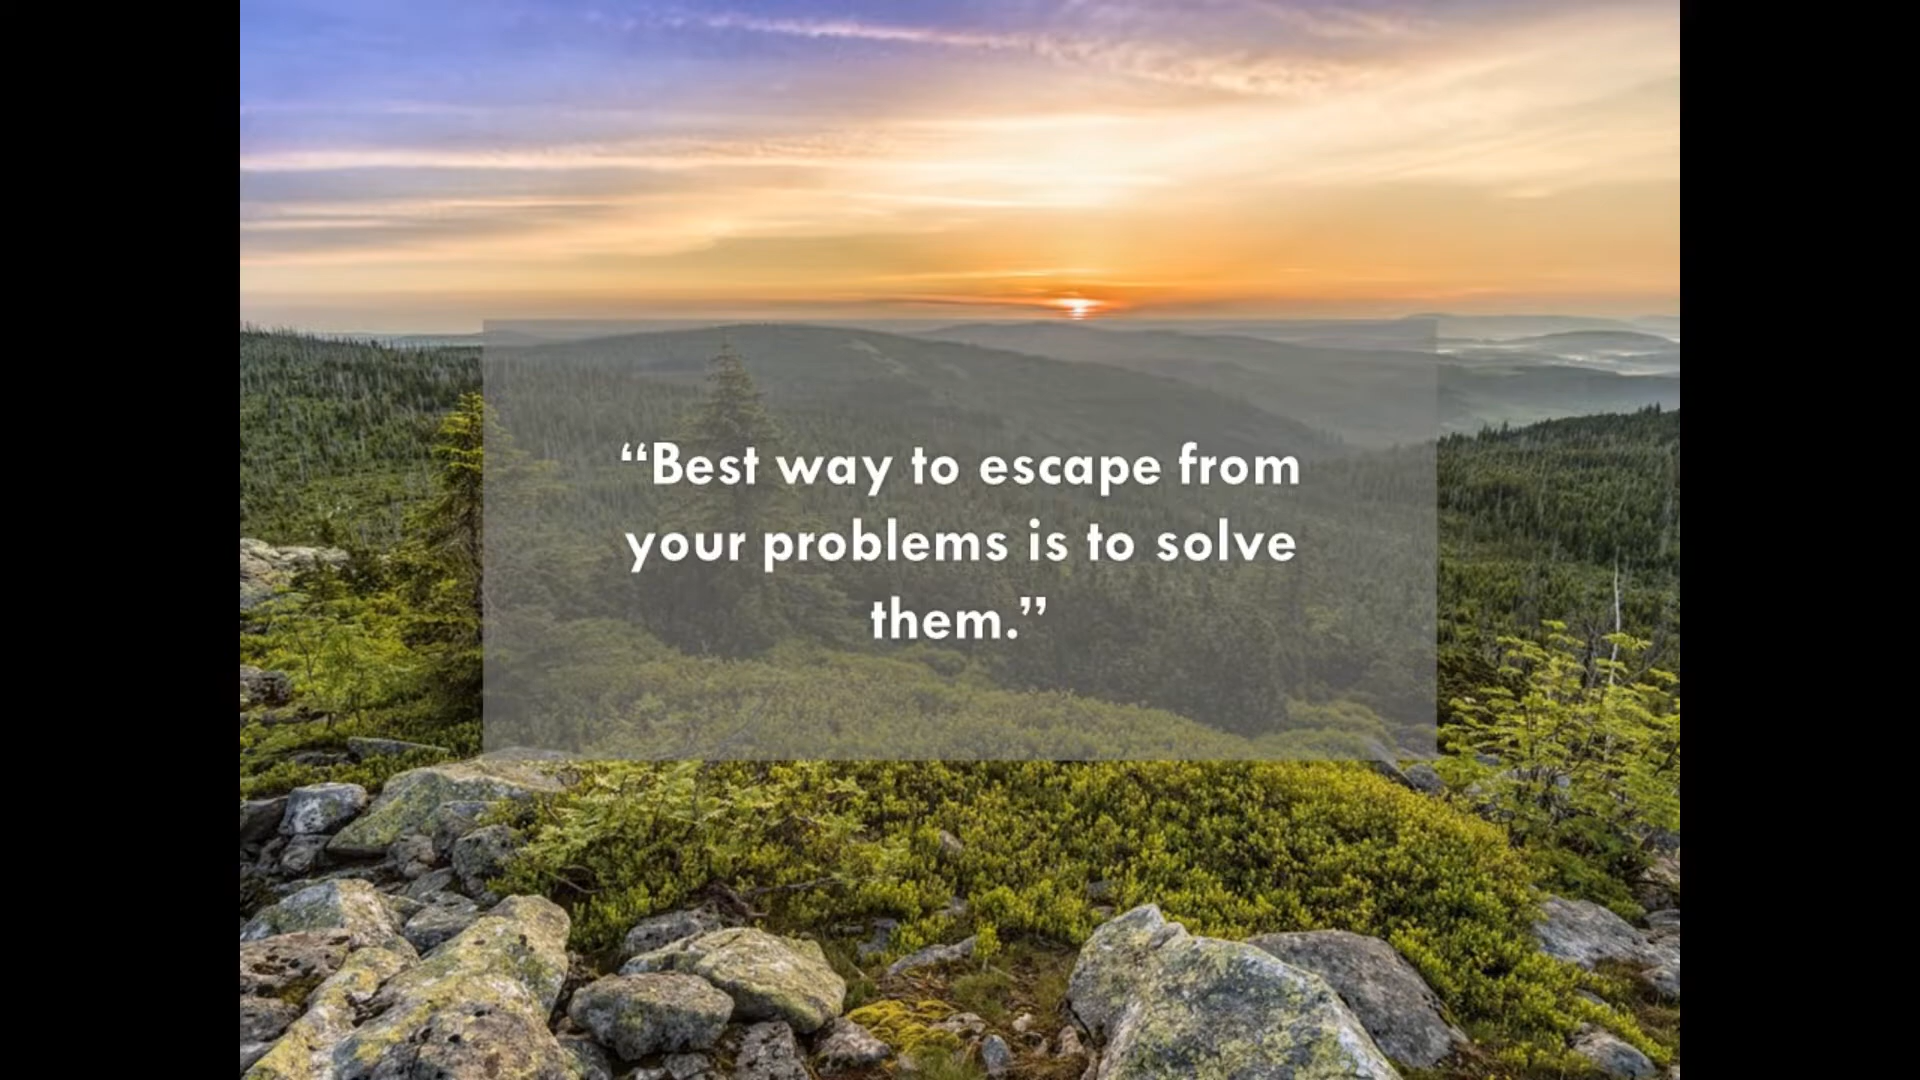 “Best way to escape from
your problems is to solve
them.”